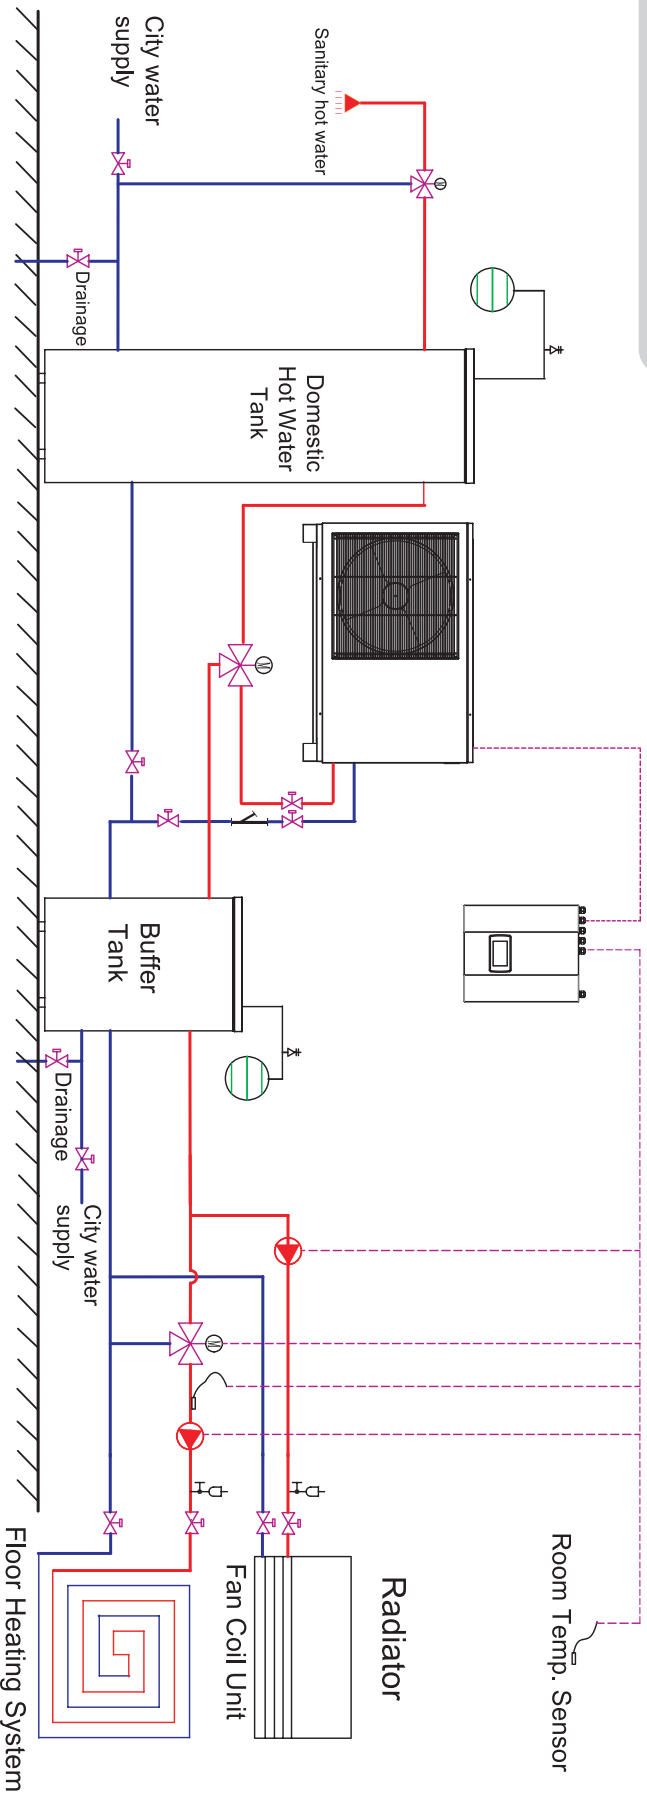 City water
supply
Sanitary hot water
Drainage
Domestic
Hot Water
Tank
Buffer
Tank
Drainage
City water
supply
Radiator
Fan Coil Unit
Room Temp. Sensor
Floor Heating System